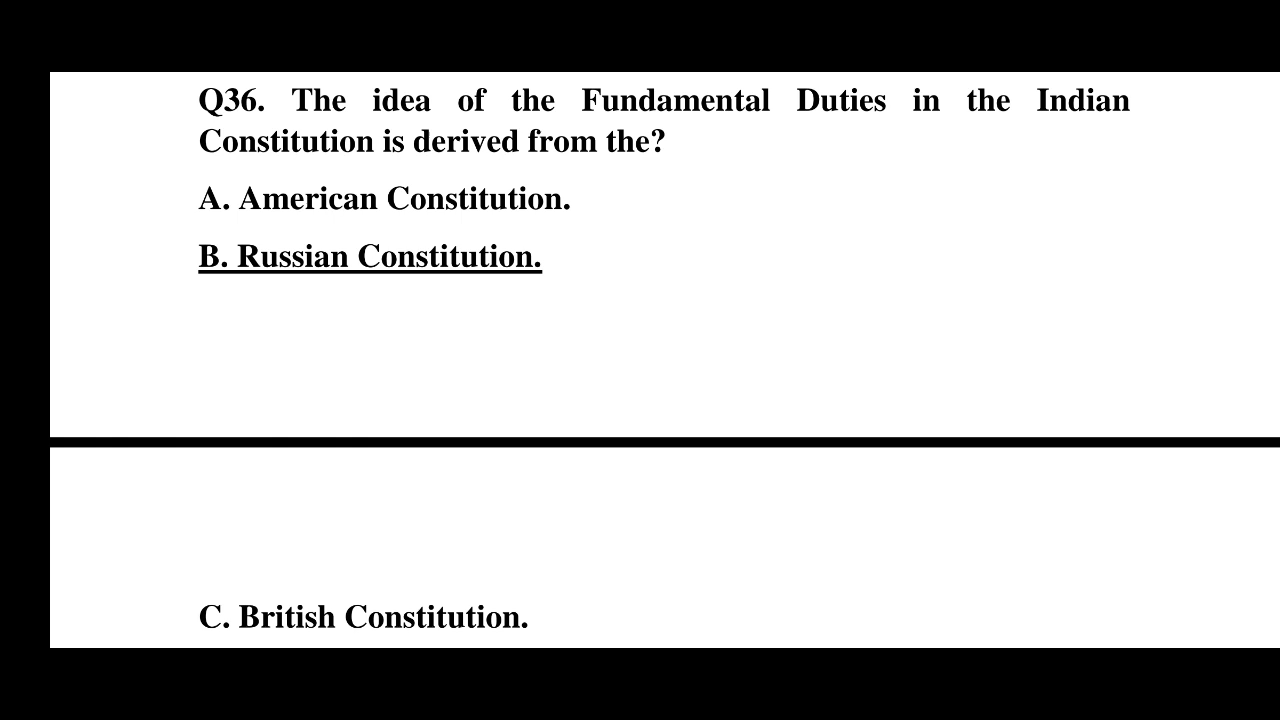 Q36. The idea of the Fundamental Duties in the Indian
Constitution is derived from the?
A. American Constitution.
B. Russian Constitution.
C. British Constitution.